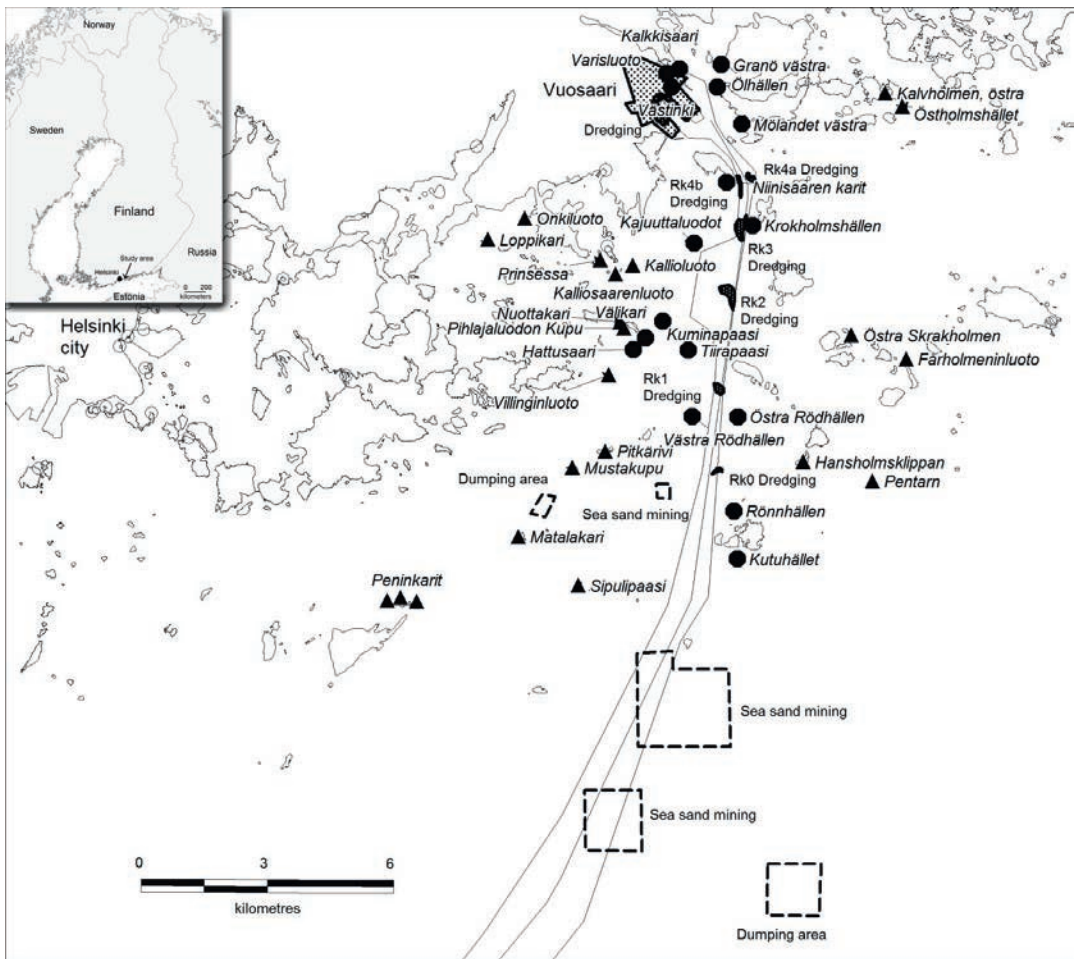 Norway
Sweden
Finland
Russia
Helsinki
Study area
Estonia
0 200
kilometers
Kalkkisaari
Varisluoto
Granö västra
Vuosaari
Ölhällen
Kalvholmen, östra
Östholmshället
Västinki
Dredging
Mölandet västra
Rk4a Dredging
Rk4b
Dredging
Niinisaaren karit
Onkiluoto
Kajuuttaluodot
Krokholmshällen
Loppikari
Rk3
Dredging
Prinsessa
Kallioluoto
Kalliosaarenluoto
Rk2
Dredging
Nuottakari
Välikari
Helsinki
city
Pihlajaluodon Kupu
Kuminapaasi
Östra Skrakholmen
Hattusaari
Tiirapaasi
Farholmeninluoto
Rk1
Dredging
Villinginluoto
Östra Rödhällen
Västra Rödhällen
Pitkärivi
Hansholmsklippan
Mustakupu
Dumping area
Rk0 Dredging
Pentarn
Sea sand mining
Rönnhällen
Matalakari
Kutuhället
Peninkarit
Sipulipaasi
Sea sand mining
Sea sand mining
0 3 6
kilometres
Dumping area